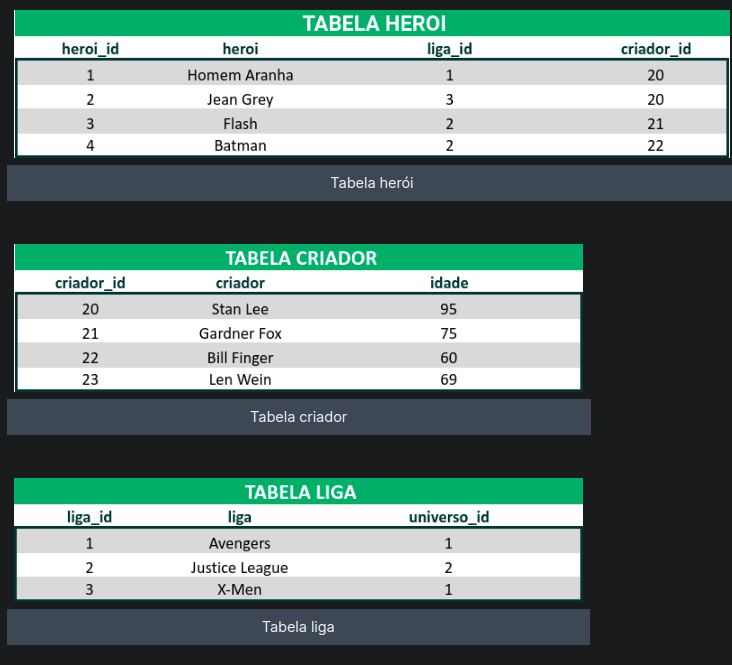 TABELA HEROI
heroi_id heroi liga_id criador_id
1 Homem Aranha 1 20
2 Jean Grey 3 20
3 Flash 2 21
4 Batman 2 22
Tabela herói
TABELA CRIADOR
criador_id criador idade
20 Stan Lee 95
21 Gardner Fox 75
22 Bill Finger 60
23 Len Wein 69
Tabela criador
TABELA LIGA
liga_id liga universo_id
1 Avengers 1
2 Justice League 2
3 X-Men 1
Tabela liga